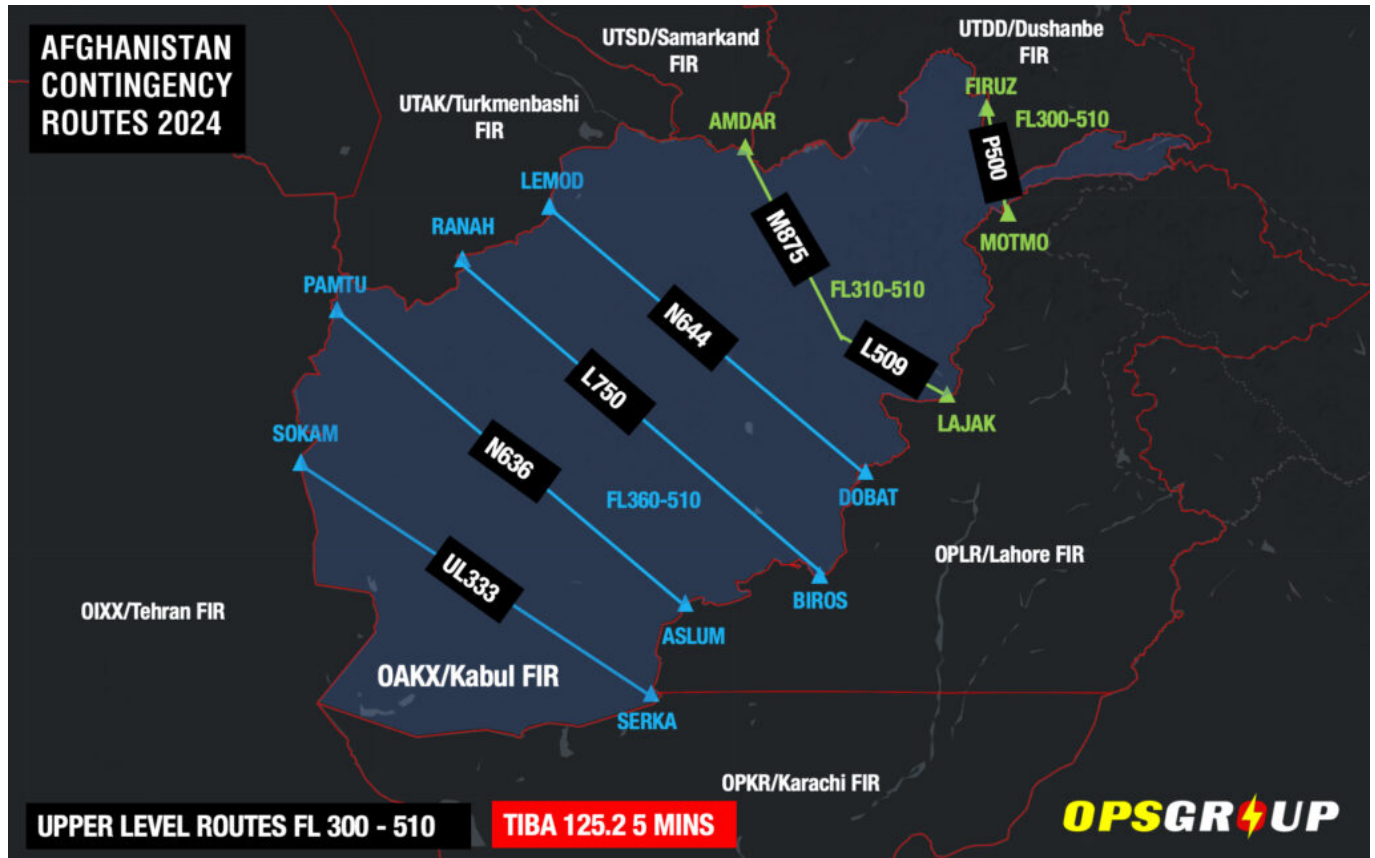 AFGHANISTAN
CONTINGENCY
ROUTES 2024
UTSD/Samarkand
FIR
UTDD/Dushanbe
FIR
UTAK/Turkmenbashi
FIR
FIRUZ
FL300-510
AMDAR
P500
LEMOD
M875
RANAH
MOTMO
PAMTU
FL310-510
N644
L509
L750
LAJAK
SOKAM
N636
FL360-510
DOBAT
OPLR/Lahore FIR
UL333
BIROS
OIXX/Tehran FIR
ASLUM
OAKX/Kabul FIR
SERKA
OPKR/Karachi FIR
UPPER LEVEL ROUTES FL 300 - 510
TIBA 125.2 5 MINS
OPSGROUP